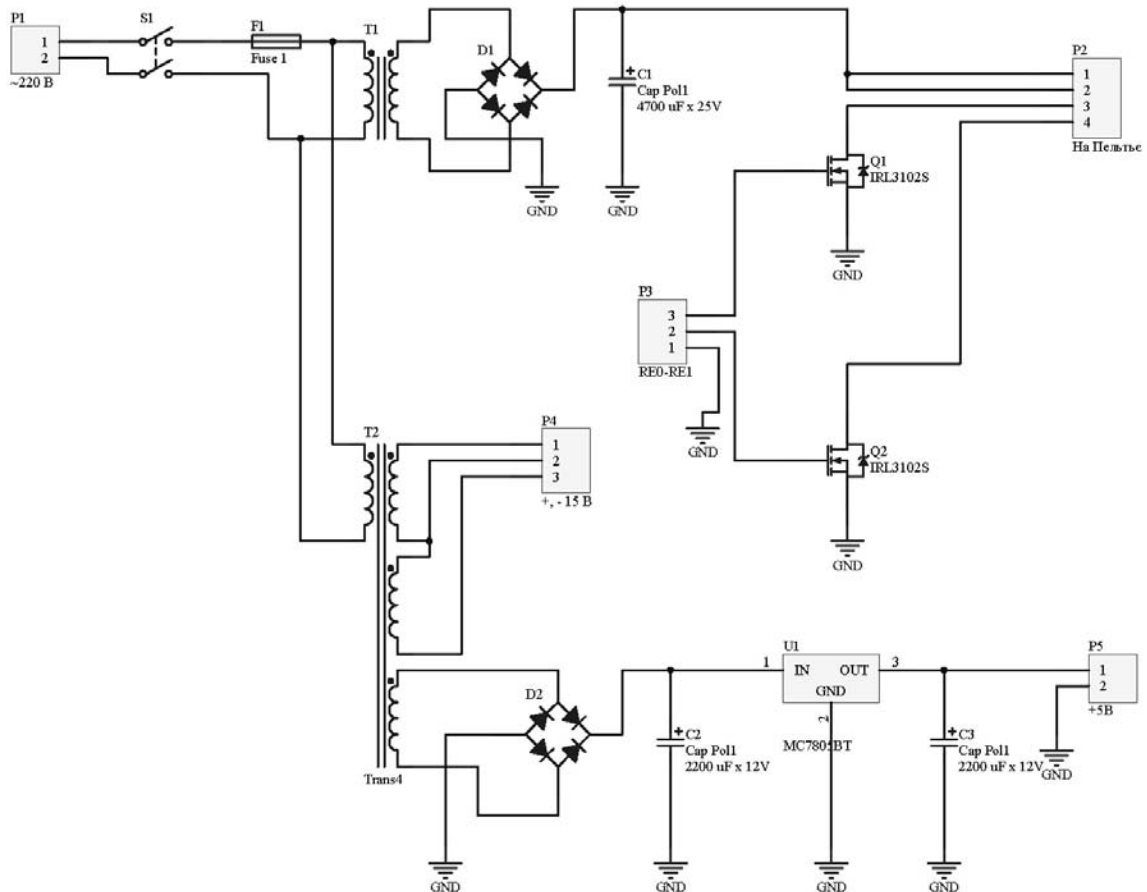 P1
1
2
~220 В
S1
F1
Fuse 1
T1
D1
C1
Cap Pol1
4700 uF x 25V
GND
GND
P2
1
2
3
4
На Пельтьє
Q1
IRL3102S
GND
P3
3
2
1
RE0-RE1
GND
T2
P4
1
2
3
+, - 15 В
Q2
IRL3102S
GND
Trans4
D2
GND
C2
Cap Pol1
2200 uF x 12V
GND
U1
1
IN
OUT
3
GND
2
MC7805BT
GND
C3
Cap Pol1
2200 uF x 12V
GND
P5
1
2
+5В
GND